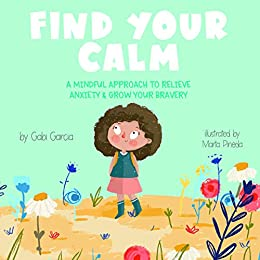 FIND YOUR
CALM
A MINDFUL APPROACH TO RELIEVE
ANXIETY & GROW YOUR BRAVERY
by Gabi Garcia
illustrated by
Marta Pineda